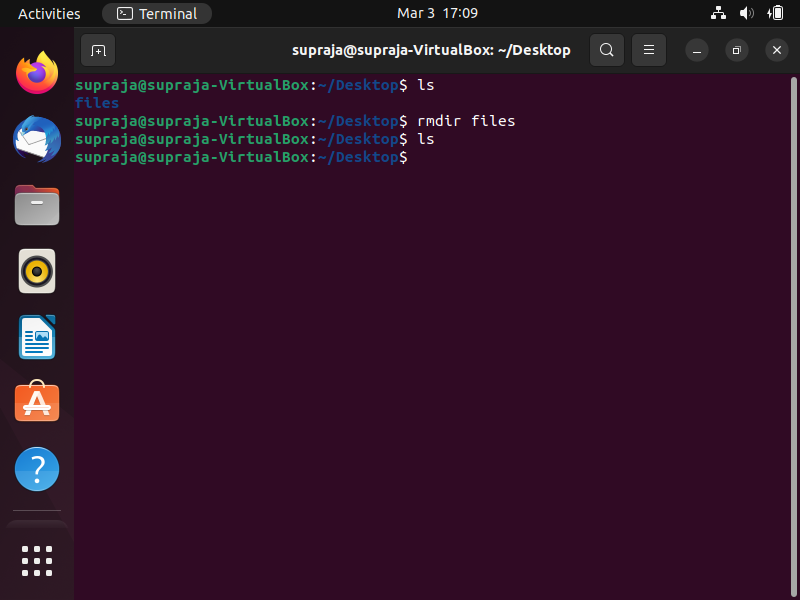 Activities Terminal Mar 3 17:09
supraja@supraja-VirtualBox: ~/Desktop
supraja@supraja-VirtualBox:~/Desktop$ ls
files
supraja@supraja-VirtualBox:~/Desktop$ rmdir files
supraja@supraja-VirtualBox:~/Desktop$ ls
supraja@supraja-VirtualBox:~/Desktop$